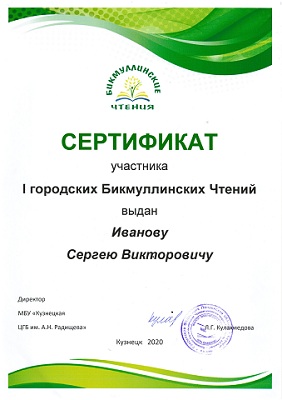 БИКМУЛЛИНСКИЕ
ЧТЕНИЯ
СЕРТИФИКАТ
участника
I городских Бикмуллинских Чтений
выдан
Иванову
Сергею Викторовичу
Директор
МБУ «Кузнецкая
ЦГБ им. А.Н. Радищева»
Л.Г. Кулахмедова
Кузнецк 2020